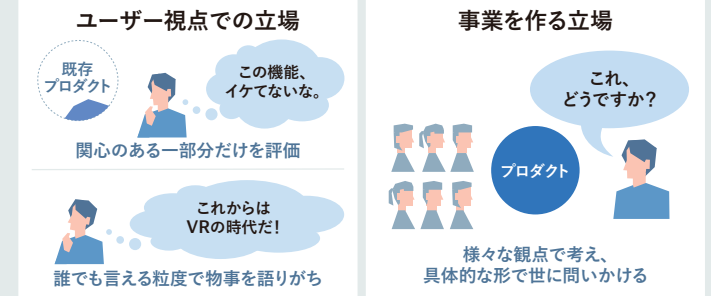 ユーザー視点での立場
既存
プロダクト
この機能、
イケてないな。
関心のある一部分だけを評価
これからは
VRの時代だ！
誰でも言える粒度で物事を語りがち
事業を作る立場
これ、
どうですか？
プロダクト
様々な観点で考え、
具体的な形で世に問いかける